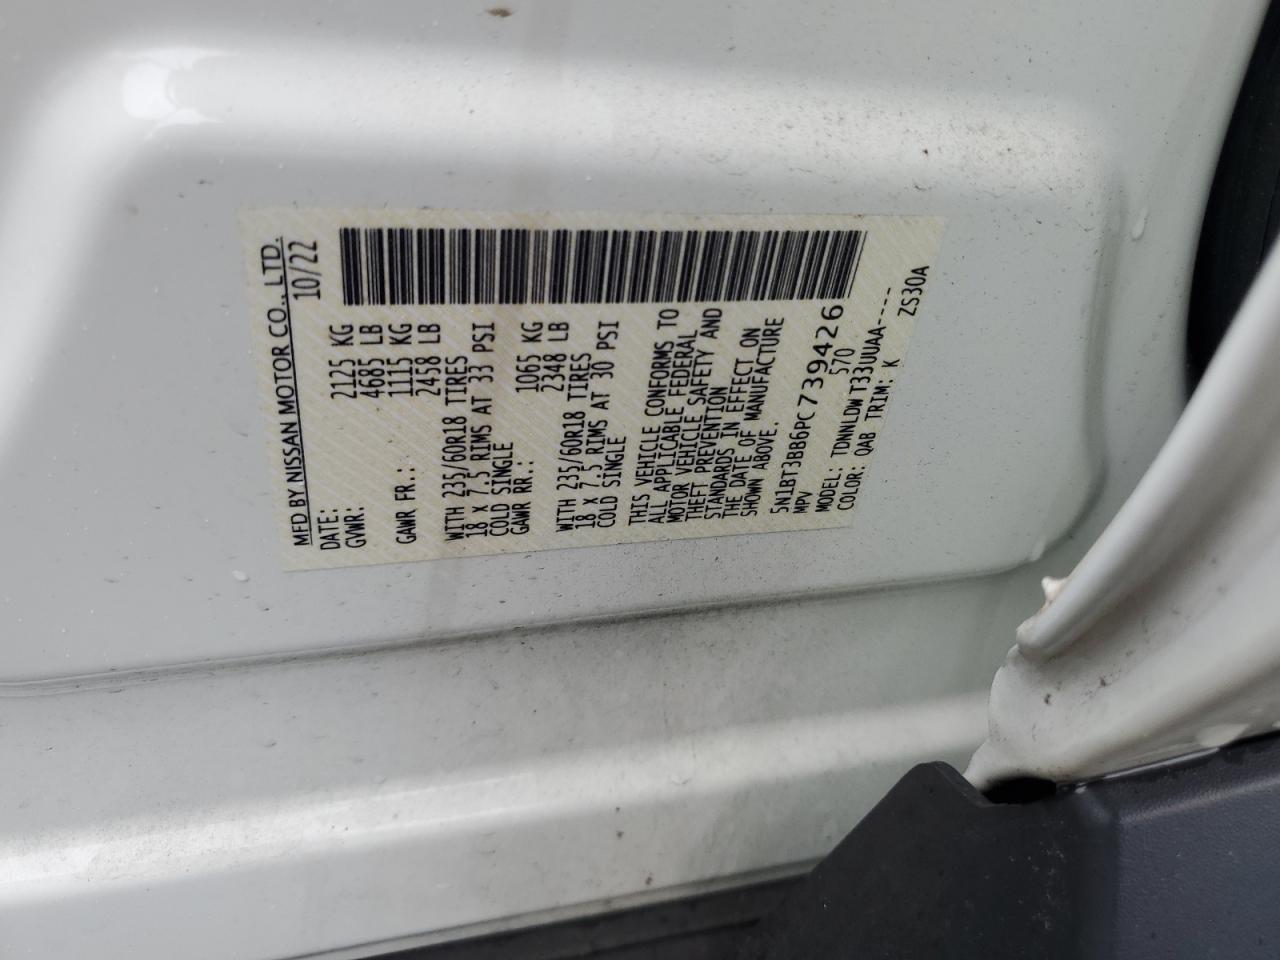 MFD BY NISSAN MOTOR CO., LTD.
DATE: 10/22
GVWR: 2125 KG
4685 LB
GAWR FR.: 1115 KG
2458 LB
WITH 235/60R18 TIRES
18 X 7.5 RIMS AT 33 PSI
COLD SINGLE
GAWR RR.: 1065 KG
2348 LB
WITH 235/60R18 TIRES
18 X 7.5 RIMS AT 30 PSI
COLD SINGLE
THIS VEHICLE CONFORMS TO
ALL APPLICABLE FEDERAL
MOTOR VEHICLE SAFETY AND
THEFT PREVENTION
STANDARDS IN EFFECT ON
THE DATE OF MANUFACTURE
SHOWN ABOVE.
5N1BT3BB6PC739426
MPV 570
MODEL: TDNNLDW T33UUAA----
COLOR: QAB TRIM: K ZS30A